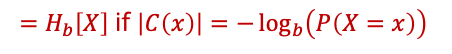 = H_b[X] if |C(x)| = − log_b(P(X = x))